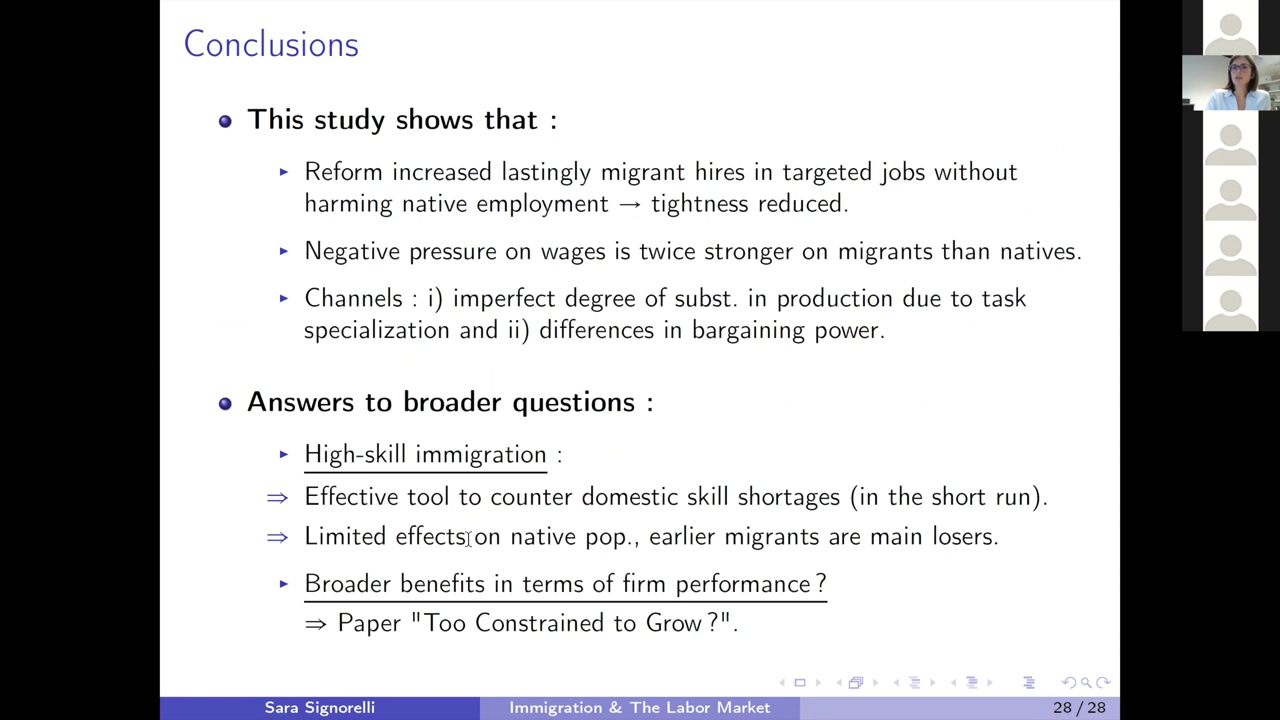 Conclusions
This study shows that :
Reform increased lastingly migrant hires in targeted jobs without
harming native employment → tightness reduced.
Negative pressure on wages is twice stronger on migrants than natives.
Channels : i) imperfect degree of subst. in production due to task
specialization and ii) differences in bargaining power.
Answers to broader questions :
High-skill immigration :
⇒ Effective tool to counter domestic skill shortages (in the short run).
⇒ Limited effects on native pop., earlier migrants are main losers.
Broader benefits in terms of firm performance ?
⇒ Paper "Too Constrained to Grow ?".
Sara Signorelli Immigration & The Labor Market 28 / 28